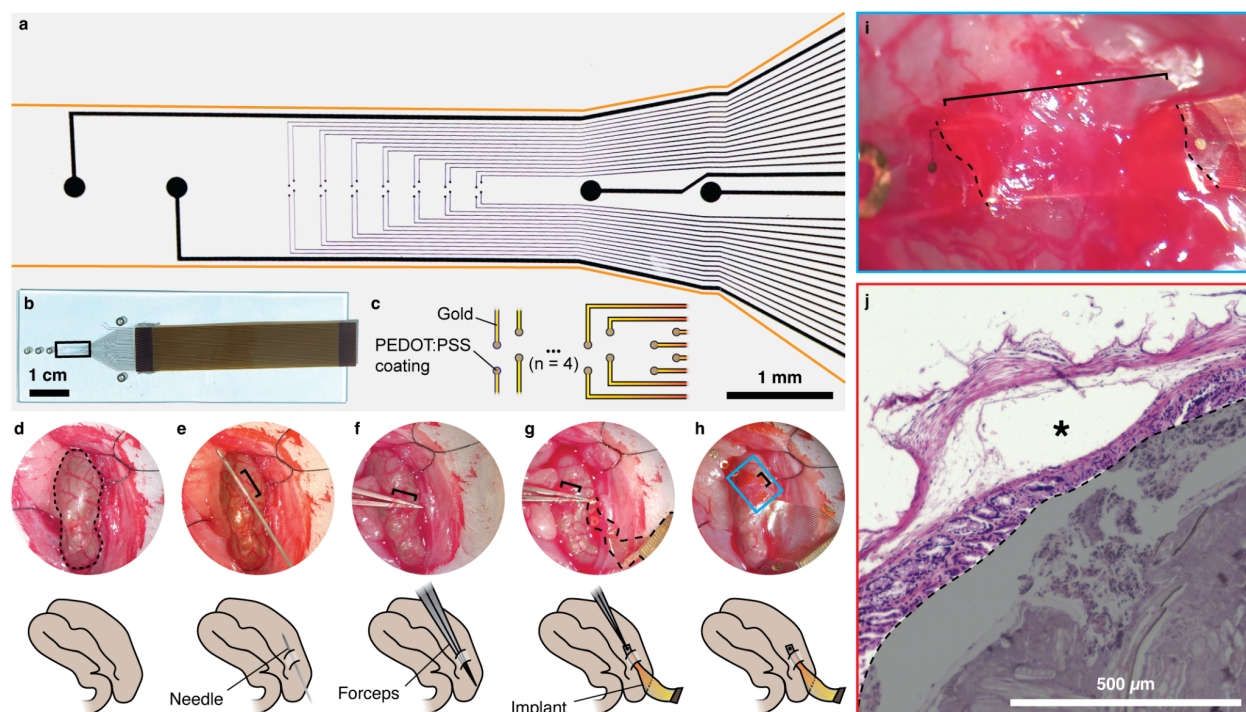 a
b
1 cm
c
Gold
PEDOT:PSS
coating
...
(n = 4)
1 mm
d
e
f
g
h
Needle
Forceps
Implant
i
j
*
500 µm